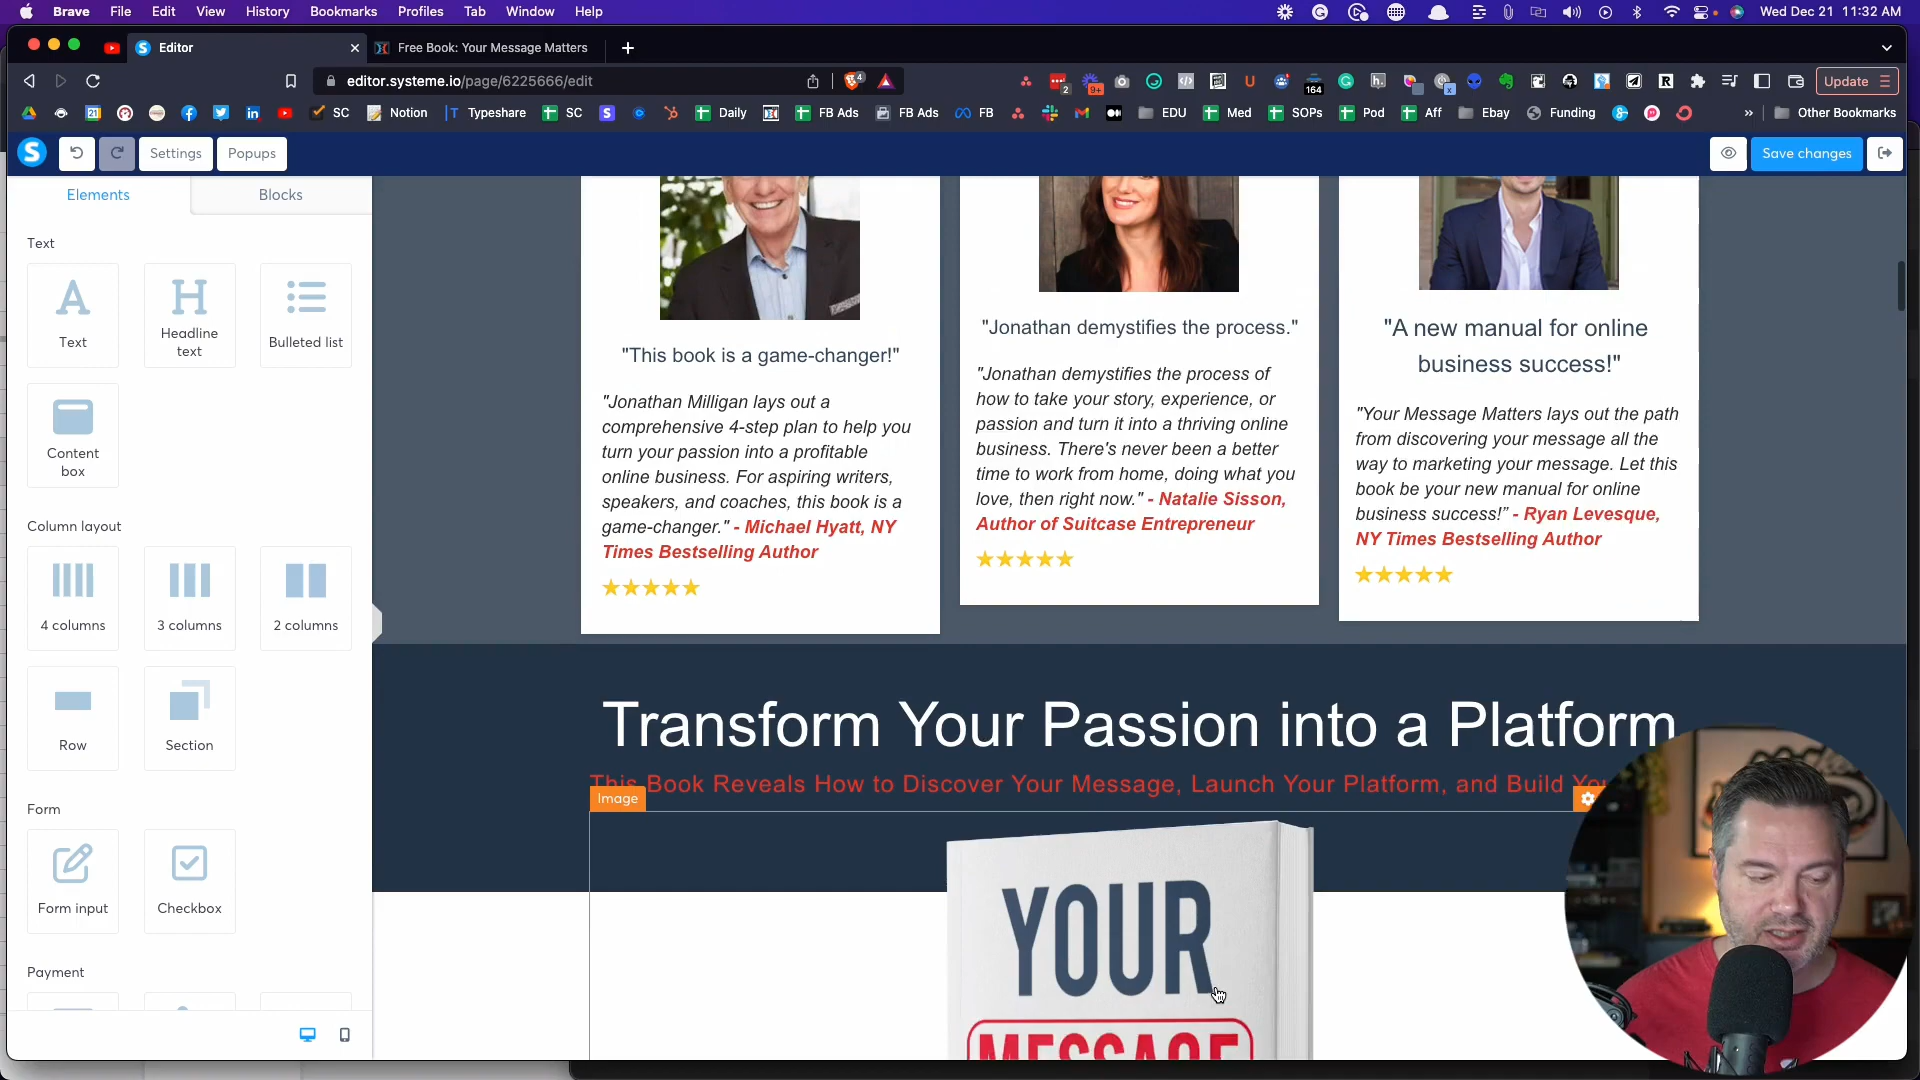 Brave File Edit View History Bookmarks Profiles Tab Window Help Wed Dec 21 11:32 AM
Editor Free Book: Your Message Matters
editor.systeme.io/page/6225666/edit Update
SC Notion Typeshare SC Daily FB Ads FB Ads FB EDU Med SOPs Pod Aff Ebay Funding Other Bookmarks
Settings Popups Save changes
Elements Blocks
Text
Text
Headline text
Bulleted list
Content box
Column layout
4 columns
3 columns
2 columns
Row
Section
Form
Form input
Checkbox
Payment
"This book is a game-changer!"
"Jonathan Milligan lays out a
comprehensive 4-step plan to help you
turn your passion into a profitable
online business. For aspiring writers,
speakers, and coaches, this book is a
game-changer." - Michael Hyatt, NY
Times Bestselling Author
"Jonathan demystifies the process."
"Jonathan demystifies the process of
how to take your story, experience, or
passion and turn it into a thriving online
business. There's never been a better
time to work from home, doing what you
love, then right now." - Natalie Sisson,
Author of Suitcase Entrepreneur
"A new manual for online
business success!"
"Your Message Matters lays out the path
from discovering your message all the
way to marketing your message. Let this
book be your new manual for online
business success!” - Ryan Levesque,
NY Times Bestselling Author
Transform Your Passion into a Platform
This Book Reveals How to Discover Your Message, Launch Your Platform, and Build
Image
YOUR
MESSAGE